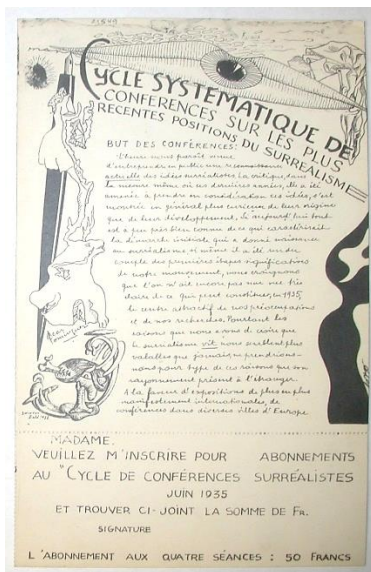 CYCLE SYSTEMATIQUE DE
CONFERENCES SUR LES PLUS
RECENTES POSITIONS DU SURRÉALISME
BUT DES CONFÉRENCES:
L'heure nous paraît venue
d'entreprendre en public une reconnaissance
actuelle des idées surréalistes. La critique, dans
la mesure même où ces dernières années, elle a été
amenée à prendre en considération ces idées, s'est
montrée en général plus curieuse de leur origine
que de leur développement. Si aujourd'hui tout
est à peu près bien connu de ce qui caractérisait
la démarche initiale qui a donné naissance
au surréalisme et même il a été rendu
compte des premières étapes significatives
de notre mouvement, nous craignons
que l'on n'ait encore pas une vue très
claire de ce qui peut constituer, en 1935,
le centre attractif de nos préoccupations
et de nos recherches. Pourtant les
raisons que nous avons de croire que
le surréalisme vit nous semblent plus
valables que jamais, ne prendrions-
nous pour type de ces raisons que son
rayonnement présent à l'étranger.
A la faveur d'expositions de plus en plus
manifestement internationales, de
conférences dans diverses villes d'Europe
MADAME,
VEUILLEZ M'INSCRIRE POUR ABONNEMENTS
AU "CYCLE DE CONFÉRENCES SURRÉALISTES
JUIN 1935
ET TROUVER CI-JOINT LA SOMME DE FR.
SIGNATURE
L'ABONNEMENT AUX QUATRE SÉANCES : 50 FRANCS